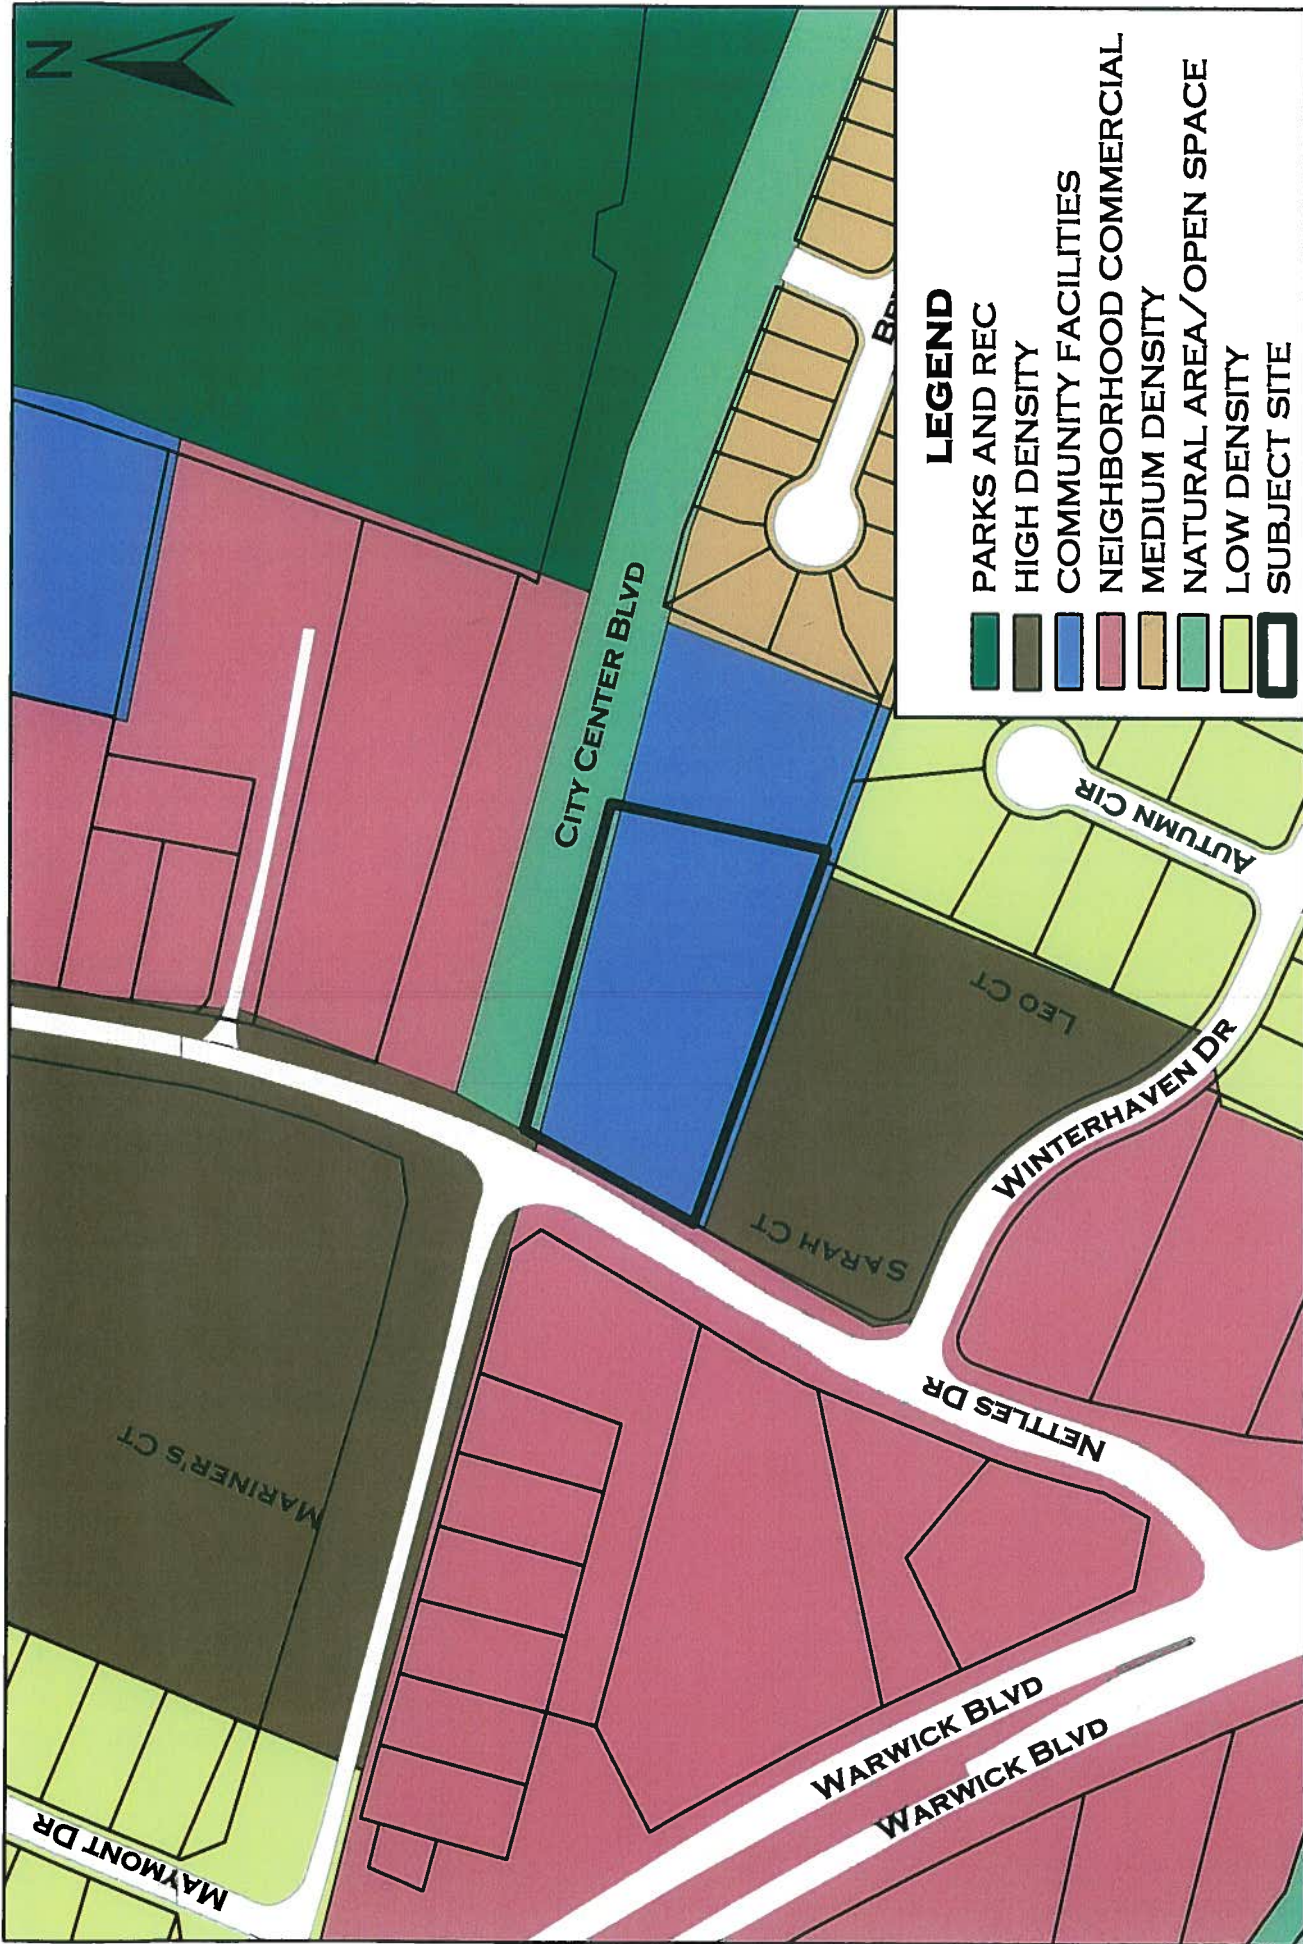 N
CITY CENTER BLVD
AUTUMN CIR
LEO CT
WINTERHAVEN DR
SARAH CT
NETTLES DR
MARINER'S CT
WARWICK BLVD
WARWICK BLVD
MAYMONT DR
LEGEND
PARKS AND REC
HIGH DENSITY
COMMUNITY FACILITIES
NEIGHBORHOOD COMMERCIAL
MEDIUM DENSITY
NATURAL AREA/OPEN SPACE
LOW DENSITY
SUBJECT SITE